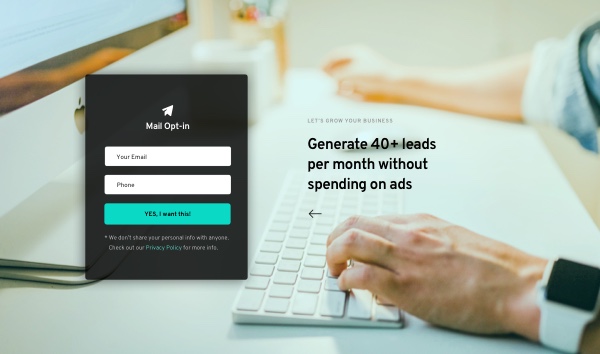 Mail Opt-in
Your Email
Phone
YES, I want this!
* We don't share your personal info with anyone.
Check out our Privacy Policy for more info.
LET'S GROW YOUR BUSINESS
Generate 40+ leads
per month without
spending on ads